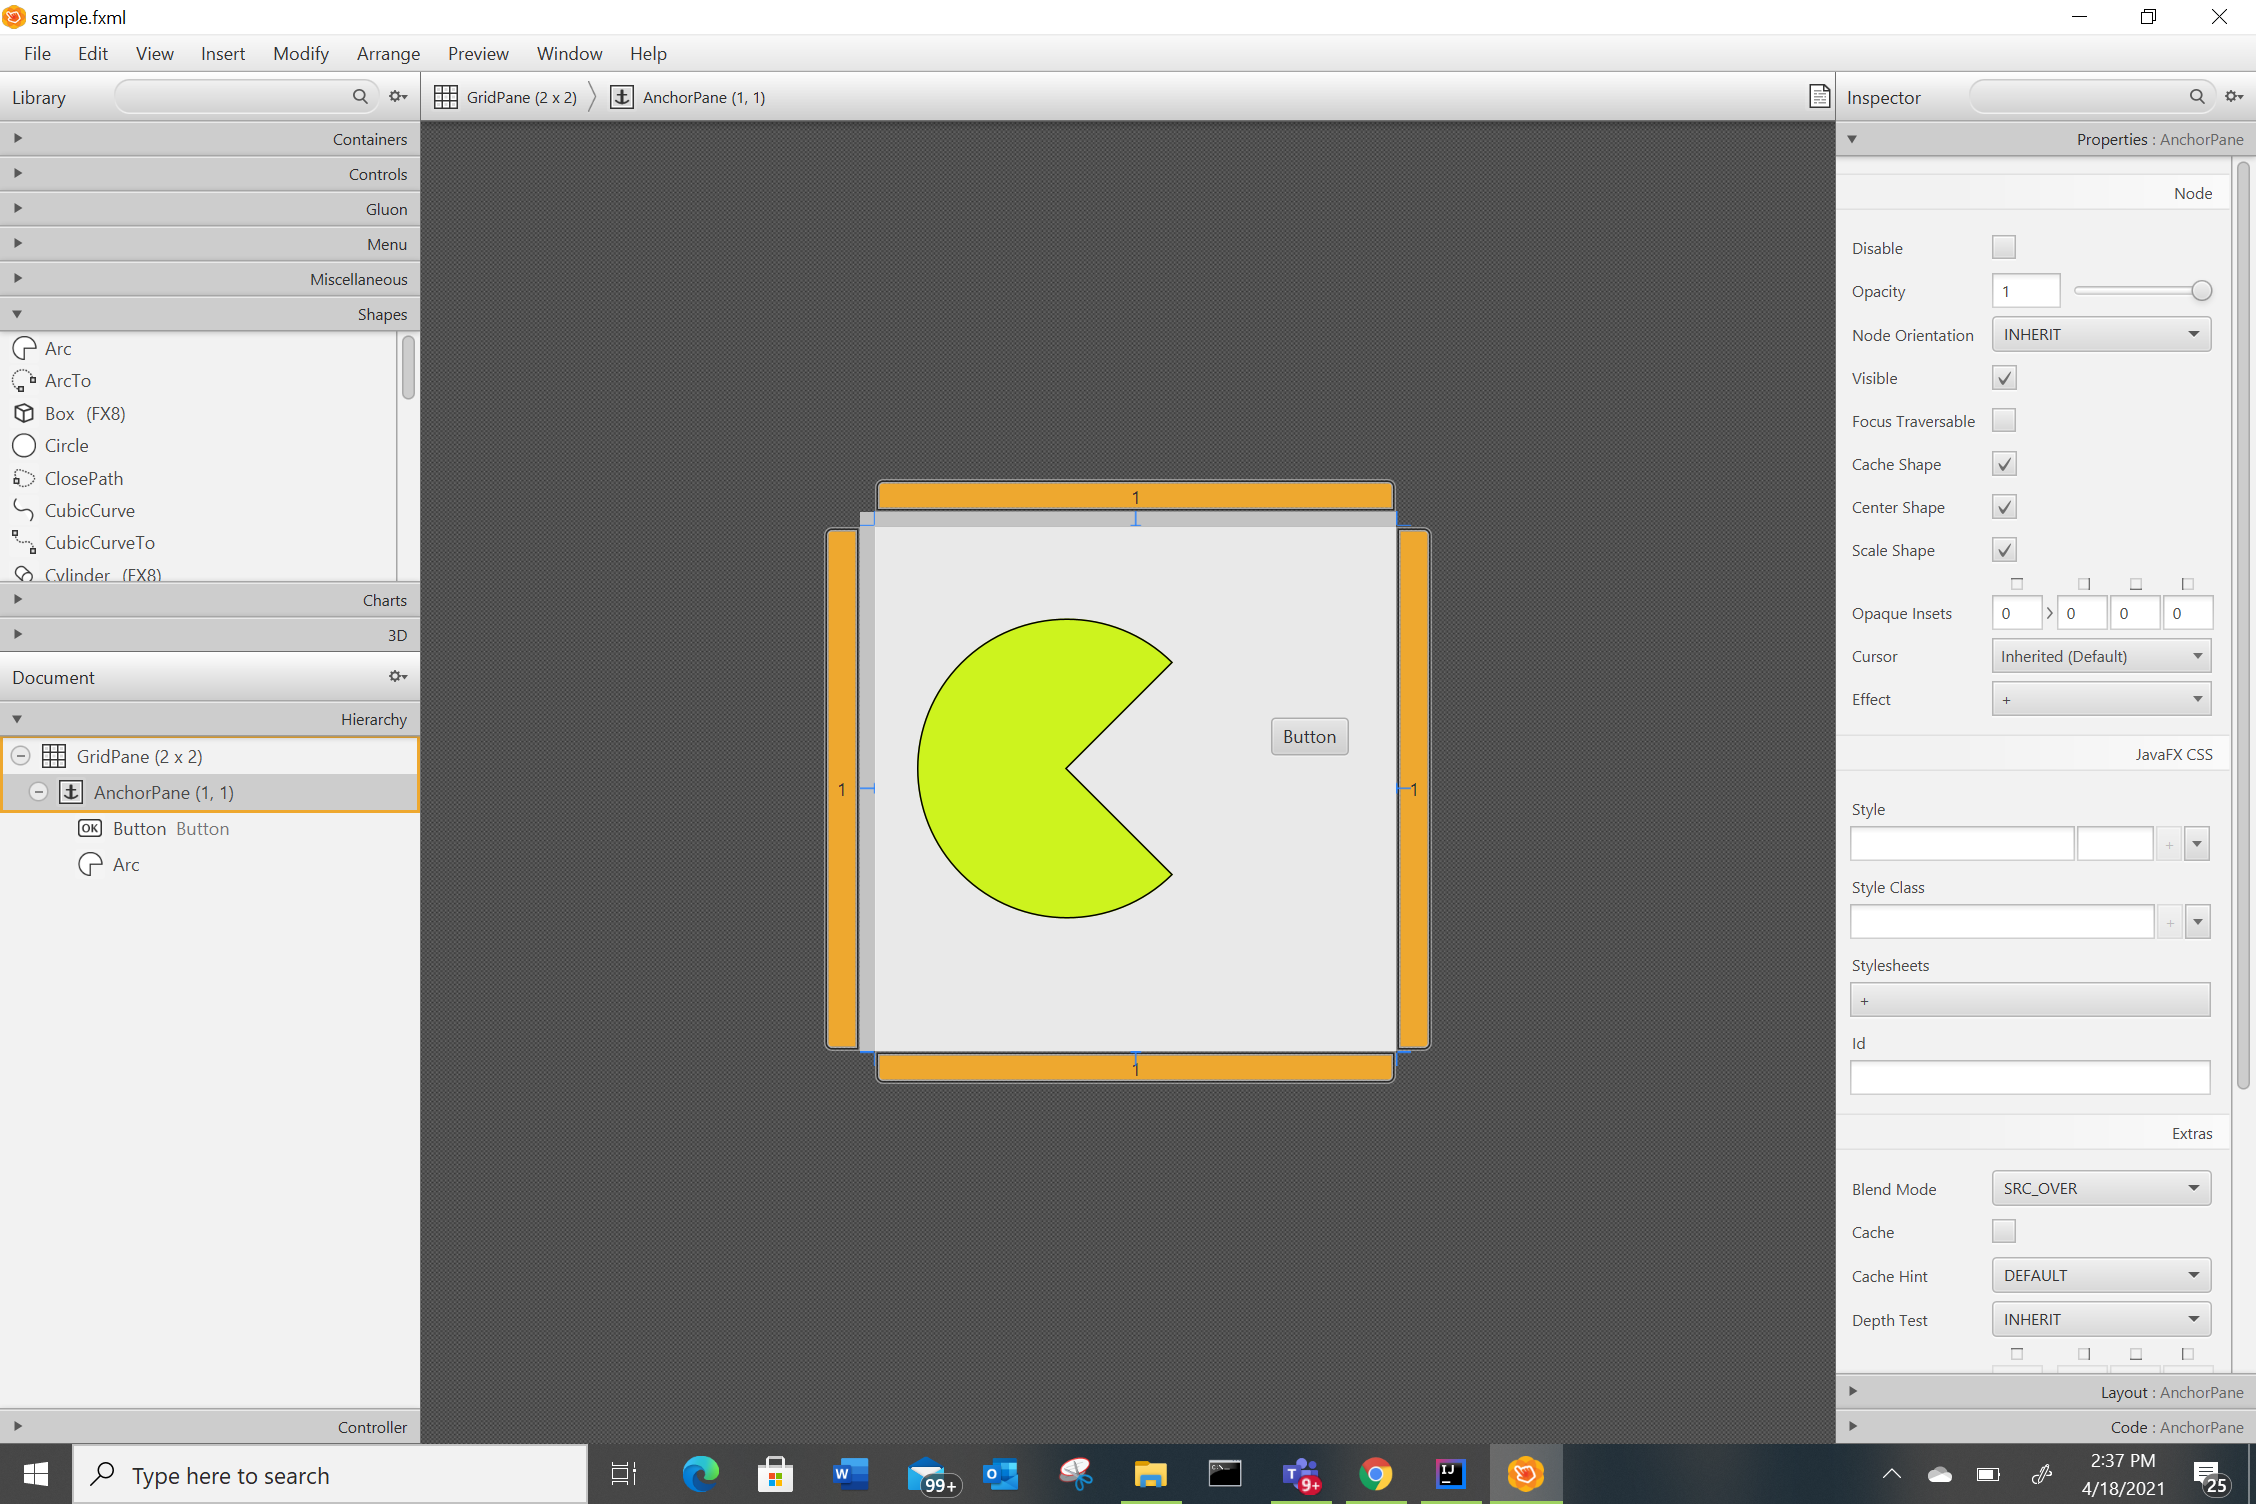 sample.fxml
File Edit View Insert Modify Arrange Preview Window Help
Library
GridPane (2 x 2) AnchorPane (1, 1)
Inspector
Containers
Controls
Gluon
Menu
Miscellaneous
Shapes
Arc
ArcTo
Box (FX8)
Circle
ClosePath
CubicCurve
CubicCurveTo
Cylinder (FX8)
Charts
3D
Document
Hierarchy
GridPane (2 x 2)
AnchorPane (1, 1)
OK Button Button
Arc
Controller
1
1
1
1
Button
Properties : AnchorPane
Node
Disable
Opacity 1
Node Orientation INHERIT
Visible
Focus Traversable
Cache Shape
Center Shape
Scale Shape
Opaque Insets 0 0 0 0
Cursor Inherited (Default)
Effect +
JavaFX CSS
Style
+
Style Class
+
Stylesheets
+
Id
Extras
Blend Mode SRC_OVER
Cache
Cache Hint DEFAULT
Depth Test INHERIT
Layout : AnchorPane
Code : AnchorPane
Type here to search
W
99+
O
C:\
T
9+
IJ
2:37 PM
4/18/2021
25